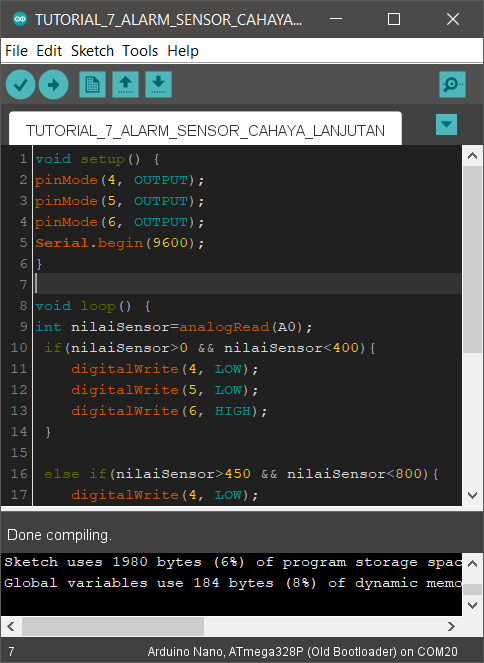 TUTORIAL_7_ALARM_SENSOR_CAHAYA...
File Edit Sketch Tools Help
TUTORIAL_7_ALARM_SENSOR_CAHAYA_LANJUTAN
1 void setup() {
2 pinMode(4, OUTPUT);
3 pinMode(5, OUTPUT);
4 pinMode(6, OUTPUT);
5 Serial.begin(9600);
6 }
7
8 void loop() {
9 int nilaiSensor=analogRead(A0);
10 if(nilaiSensor>0 && nilaiSensor<400){
11 digitalWrite(4, LOW);
12 digitalWrite(5, LOW);
13 digitalWrite(6, HIGH);
14 }
15
16 else if(nilaiSensor>450 && nilaiSensor<800){
17 digitalWrite(4, LOW);
Done compiling.
Sketch uses 1980 bytes (6%) of program storage spac
Global variables use 184 bytes (8%) of dynamic memo
7 Arduino Nano, ATmega328P (Old Bootloader) on COM20